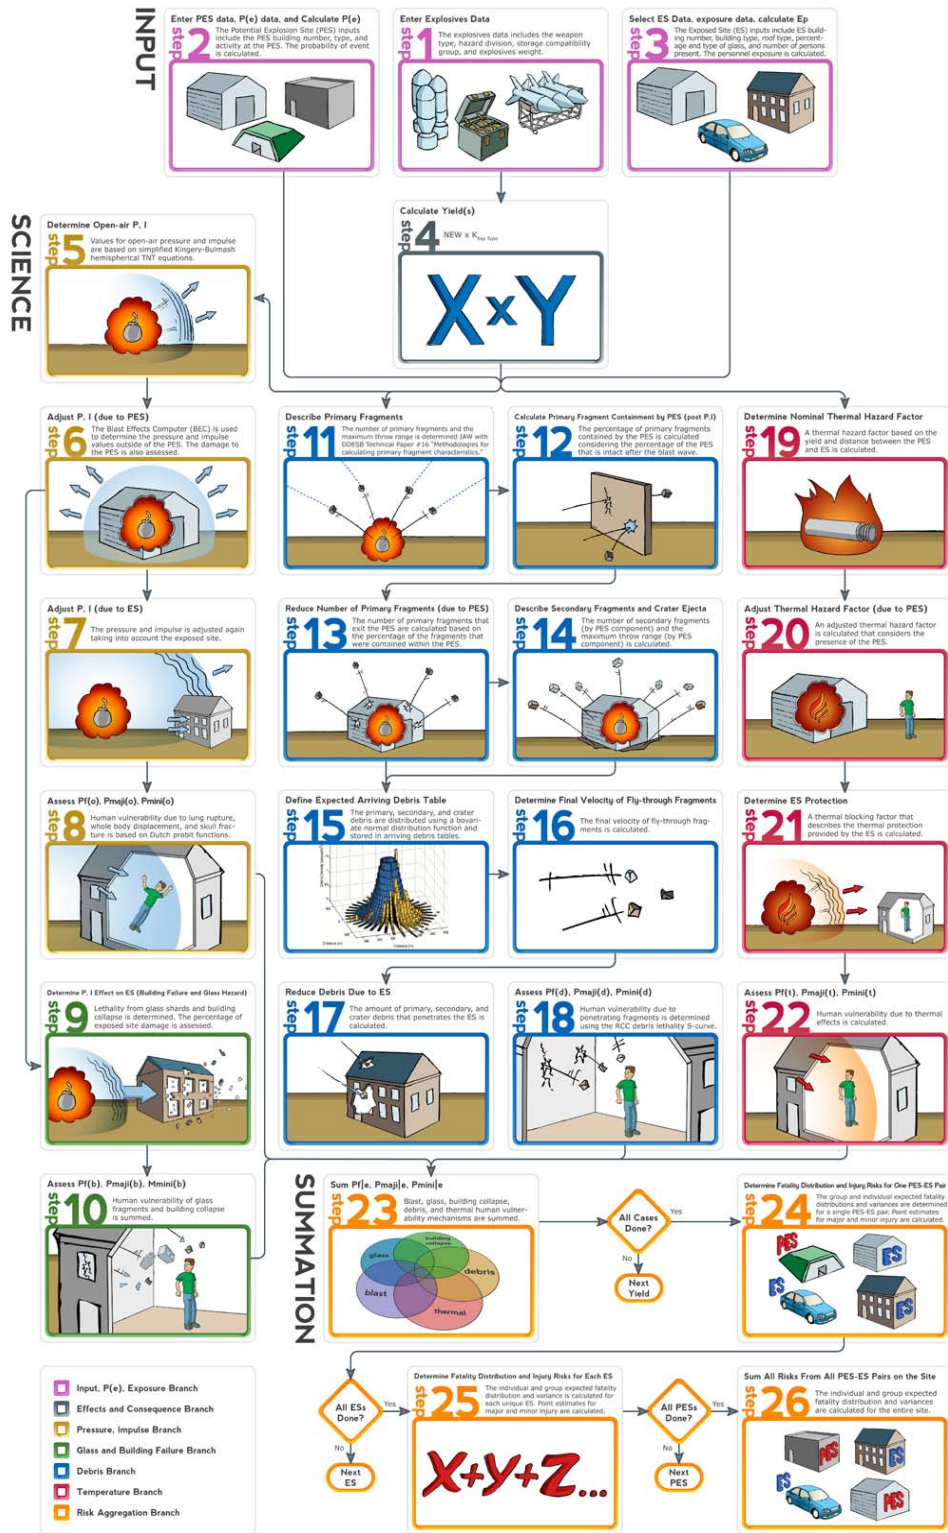 INPUT
Enter PES data, P(e) data, and Calculate P(e)
step 2
The Potential Explosion Site (PES) inputs
include the PES building number, type, and
activity at the PES. The probability of event
is calculated.
Enter Explosives Data
step 1
The explosives data includes the weapon
type, hazard division, storage compatibility
group, and explosives weight.
Select ES Data, exposure data, calculate Ep
step 3
The Exposed Site (ES) inputs include ES build-
ing number, building type, roof type, percent-
age and type of glass, and number of persons
present. The personnel exposure is calculated.
SCIENCE
Calculate Yield(s)
step 4
NEW x K Exp Type
X x Y
Determine Open-air P, I
step 5
Values for open-air pressure and impulse
are based on simplified Kingery-Bulmash
hemispherical TNT equations.
Adjust P, I (due to PES)
step 6
The Blast Effects Computer (BEC) is used
to determine the pressure and impulse
values outside of the PES. The damage to
the PES is also assessed.
Describe Primary Fragments
step 11
The number of primary fragments and the
maximum throw range is determined IAW with
DDESB Technical Paper #16 "Methodologies for
calculating primary fragment characteristics."
Calculate Primary Fragment Containment by PES (post P,I)
step 12
The percentage of primary fragments
contained by the PES is calculated
considering the percentage of the PES
that is intact after the blast wave.
Determine Nominal Thermal Hazard Factor
step 19
A thermal hazard factor based on the
yield and distance between the PES
and ES is calculated.
Adjust P, I (due to ES)
step 7
The pressure and impulse is adjusted again
taking into account the exposed site.
Reduce Number of Primary Fragments (due to PES)
step 13
The number of primary fragments that
exit the PES are calculated based on
the percentage of the fragments that
were contained within the PES.
Describe Secondary Fragments and Crater Ejecta
step 14
The number of secondary fragments
(by PES component) and the
maximum throw range (by PES
component) is calculated.
Adjust Thermal Hazard Factor (due to PES)
step 20
An adjusted thermal hazard factor
is calculated that considers the
presence of the PES.
Assess Pf(o), Pmaji(o), Pmini(o)
step 8
Human vulnerability due to lung rupture,
whole body displacement, and skull frac-
ture is based on Dutch probit functions.
Define Expected Arriving Debris Table
step 15
The primary, secondary, and crater
debris are distributed using a bovari-
ate normal distribution function and
stored in arriving debris tables.
Determine Final Velocity of Fly-through Fragments
step 16
The final velocity of fly-through frag-
ments is calculated.
Determine ES Protection
step 21
A thermal blocking factor that
describes the thermal protection
provided by the ES is calculated.
Determine P, I Effect on ES (Building Failure and Glass Hazard)
step 9
Lethality from glass shards and building
collapse is determined. The percentage of
exposed site damage is assessed.
Reduce Debris Due to ES
step 17
The amount of primary, secondary, and
crater debris that penetrates the ES is
calculated.
Assess Pf(d), Pmaji(d), Pmini(d)
step 18
Human vulnerability due to
penetrating fragments is determined
using the RCC debris lethality S-curve.
Assess Pf(t), Pmaji(t), Pmini(t)
step 22
Human vulnerability due to thermal
effects is calculated.
Assess Pf(b), Pmaji(b), Mmini(b)
step 10
Human vulnerability of glass
fragments and building collapse
is summed.
SUMMATION
Sum Pf|e, Pmaji|e, Pmini|e
step 23
Blast, glass, building collapse,
debris, and thermal human vulner-
ability mechanisms are summed.
glass
building
collapse
debris
blast
thermal
All Cases
Done?
Yes
No
Next
Yield
Determine Fatality Distribution and Injury Risks for One PES-ES Pair
step 24
The group and individual expected fatality
distributions and variances are determined
for a single PES-ES pair. Point estimates
for major and minor injury are calculated.
PES
ES
ES
ES
Input, P(e), Exposure Branch
Effects and Consequence Branch
Pressure, Impulse Branch
Glass and Building Failure Branch
Debris Branch
Temperature Branch
Risk Aggregation Branch
All ESs
Done?
Yes
No
Next
ES
Determine Fatality Distribution and Injury Risks for Each ES
step 25
The individual and group expected fatality
distribution and variance is calculated for
each unique ES. Point estimates for
major and minor injury are calculated.
X+Y+Z...
All PESs
Done?
Yes
No
Next
PES
Sum All Risks From All PES-ES Pairs on the Site
step 26
The individual and group expected
fatality distribution and variances
are calculated for the entire site.
PES
ES
ES
PES